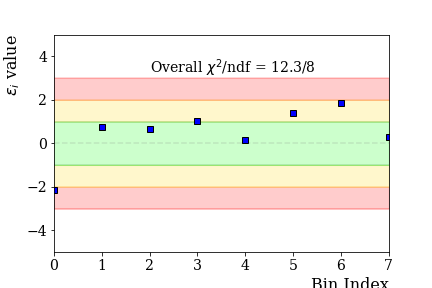 Overall χ²/ndf = 12.3/8
εᵢ value
4
2
0
−2
−4
0 1 2 3 4 5 6 7
Bin Index